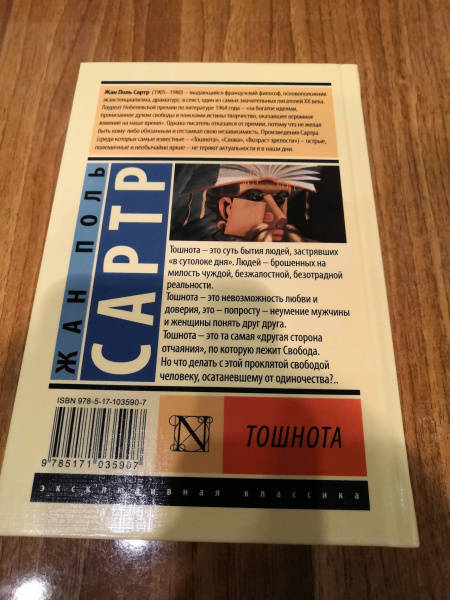 Жан Поль Сартр (1905–1980) – выдающийся французский философ, основоположник
экзистенциализма, драматург, эссеист, один из самых значительных писателей XX века.
Лауреат Нобелевской премии по литературе 1964 года – «за богатое идеями,
пронизанное духом свободы и поисками истины творчество, оказавшее огромное
влияние на наше время». Однако писатель отказался от премии, потому что не желал
быть кому-либо обязанным и отстаивал свою независимость. Произведения Сартра
(среди которых самые известные – «Тошнота», «Слова», «Возраст зрелости») – острые,
полемичные и необычайно яркие – не теряют актуальности и в наши дни.
ЖАН ПОЛЬ
САРТР
Тошнота – это суть бытия людей, застрявших
«в сутолоке дня». Людей – брошенных на
милость чуждой, безжалостной, безотрадной
реальности.
Тошнота – это невозможность любви и
доверия, это – попросту – неумение мужчины
и женщины понять друг друга.
Тошнота – это та самая «другая сторона
отчаяния», по которую лежит Свобода.
Но что делать с этой проклятой свободой
человеку, осатаневшему от одиночества?..
ISBN 978-5-17-103590-7
9 785171 035907
N
ТОШНОТА
эксклюзивная классика